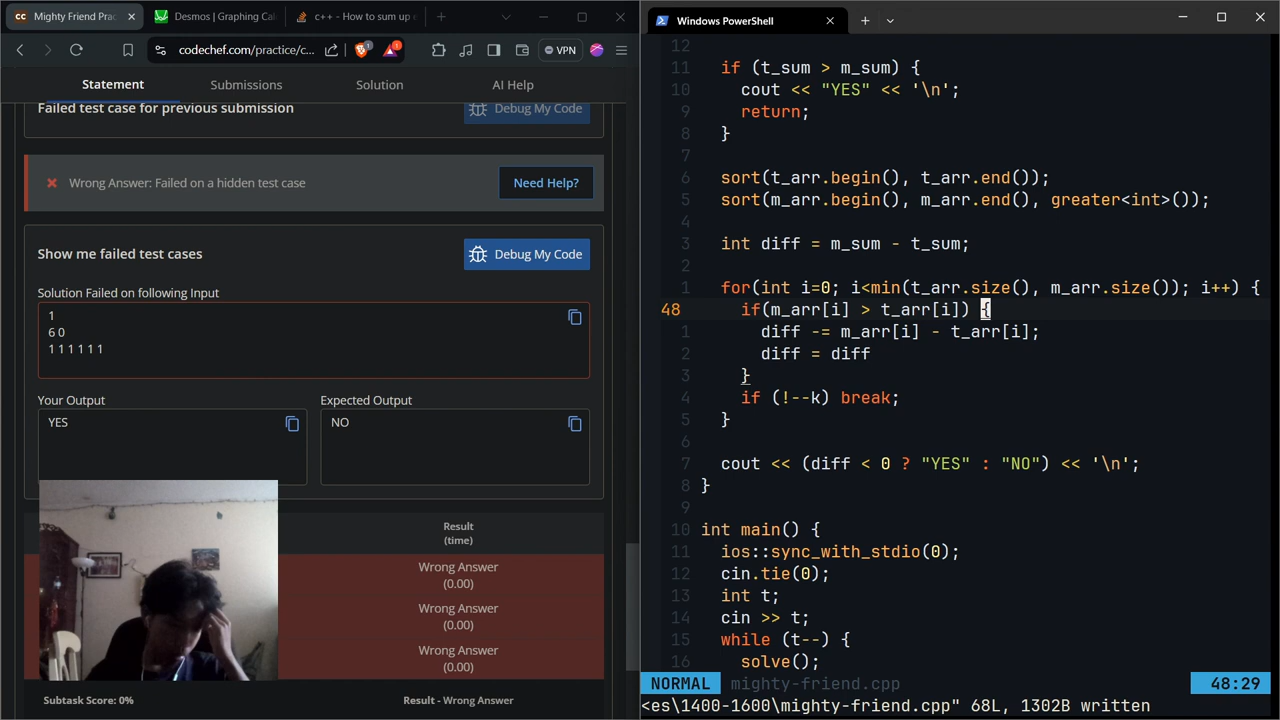 Mighty Friend Prac
Desmos | Graphing Cal
c++ - How to sum up e
codechef.com/practice/c...
1
1
VPN
Statement
Submissions
Solution
AI Help
Failed test case for previous submission
Debug My Code
Wrong Answer: Failed on a hidden test case
Need Help?
Show me failed test cases
Debug My Code
Solution Failed on following Input
1
6 0
1 1 1 1 1 1
Your Output
Expected Output
YES
NO
Result
(time)
Wrong Answer
(0.00)
Wrong Answer
(0.00)
Wrong Answer
(0.00)
Subtask Score: 0%
Result - Wrong Answer
Windows PowerShell
12
11 if (t_sum > m_sum) {
10 cout << "YES" << '\n';
9 return;
8 }
7
6 sort(t_arr.begin(), t_arr.end());
5 sort(m_arr.begin(), m_arr.end(), greater<int>());
4
3 int diff = m_sum - t_sum;
2
1 for(int i=0; i<min(t_arr.size(), m_arr.size()); i++) {
48 if(m_arr[i] > t_arr[i]) {
1 diff -= m_arr[i] - t_arr[i];
2 diff = diff
3 }
4 if (!--k) break;
5 }
6
7 cout << (diff < 0 ? "YES" : "NO") << '\n';
8 }
9
10 int main() {
11 ios::sync_with_stdio(0);
12 cin.tie(0);
13 int t;
14 cin >> t;
15 while (t--) {
16 solve();
NORMAL mighty-friend.cpp 48:29
<es\1400-1600\mighty-friend.cpp" 68L, 1302B written